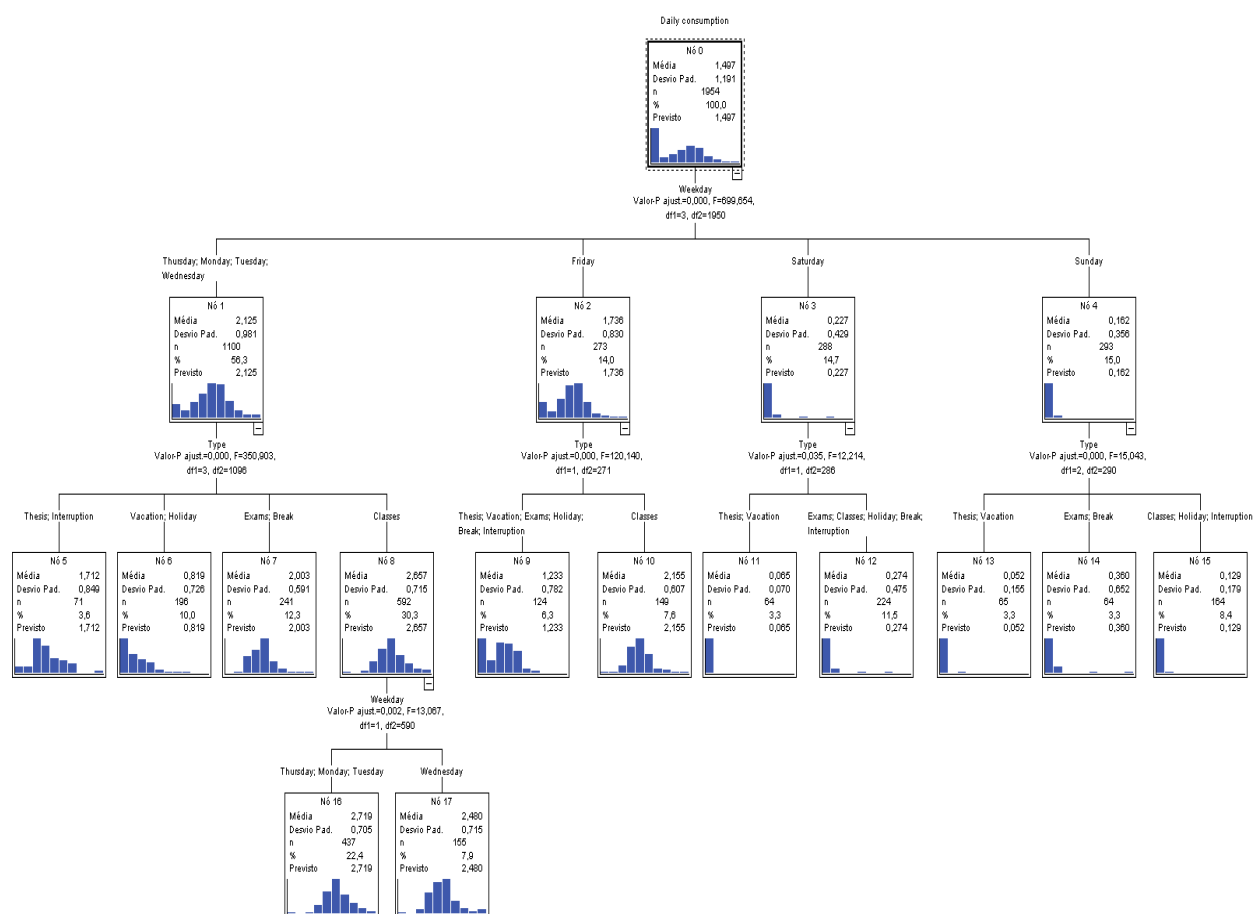 Daily consumption
Nó 0
Média 1,497
Desvio Pad. 1,191
n 1954
% 100,0
Previsto 1,497
Weekday
Valor-P ajust.=0,000, F=699,654,
df1=3, df2=1950
Thursday; Monday; Tuesday;
Wednesday
Friday
Saturday
Sunday
Nó 1
Média 2,125
Desvio Pad. 0,981
n 1100
% 56,3
Previsto 2,125
Nó 2
Média 1,736
Desvio Pad. 0,830
n 273
% 14,0
Previsto 1,736
Nó 3
Média 0,227
Desvio Pad. 0,429
n 288
% 14,7
Previsto 0,227
Nó 4
Média 0,162
Desvio Pad. 0,356
n 293
% 15,0
Previsto 0,162
Type
Valor-P ajust.=0,000, F=350,903,
df1=3, df2=1096
Type
Valor-P ajust.=0,000, F=120,140,
df1=1, df2=271
Type
Valor-P ajust.=0,035, F=12,214,
df1=1, df2=286
Type
Valor-P ajust.=0,000, F=15,043,
df1=2, df2=290
Thesis; Interruption
Vacation; Holiday
Exams; Break
Classes
Thesis; Vacation; Exams; Holiday;
Break; Interruption
Classes
Thesis; Vacation
Exams; Classes; Holiday; Break;
Interruption
Thesis; Vacation
Exams; Break
Classes; Holiday; Interruption
Nó 5
Média 1,712
Desvio Pad. 0,849
n 71
% 3,6
Previsto 1,712
Nó 6
Média 0,819
Desvio Pad. 0,726
n 196
% 10,0
Previsto 0,819
Nó 7
Média 2,003
Desvio Pad. 0,591
n 241
% 12,3
Previsto 2,003
Nó 8
Média 2,657
Desvio Pad. 0,715
n 592
% 30,3
Previsto 2,657
Nó 9
Média 1,233
Desvio Pad. 0,782
n 124
% 6,3
Previsto 1,233
Nó 10
Média 2,155
Desvio Pad. 0,607
n 149
% 7,6
Previsto 2,155
Nó 11
Média 0,065
Desvio Pad. 0,070
n 64
% 3,3
Previsto 0,065
Nó 12
Média 0,274
Desvio Pad. 0,475
n 224
% 11,5
Previsto 0,274
Nó 13
Média 0,052
Desvio Pad. 0,155
n 65
% 3,3
Previsto 0,052
Nó 14
Média 0,360
Desvio Pad. 0,652
n 64
% 3,3
Previsto 0,360
Nó 15
Média 0,129
Desvio Pad. 0,179
n 164
% 8,4
Previsto 0,129
Weekday
Valor-P ajust.=0,002, F=13,067,
df1=1, df2=590
Thursday; Monday; Tuesday
Wednesday
Nó 16
Média 2,719
Desvio Pad. 0,705
n 437
% 22,4
Previsto 2,719
Nó 17
Média 2,480
Desvio Pad. 0,715
n 155
% 7,9
Previsto 2,480